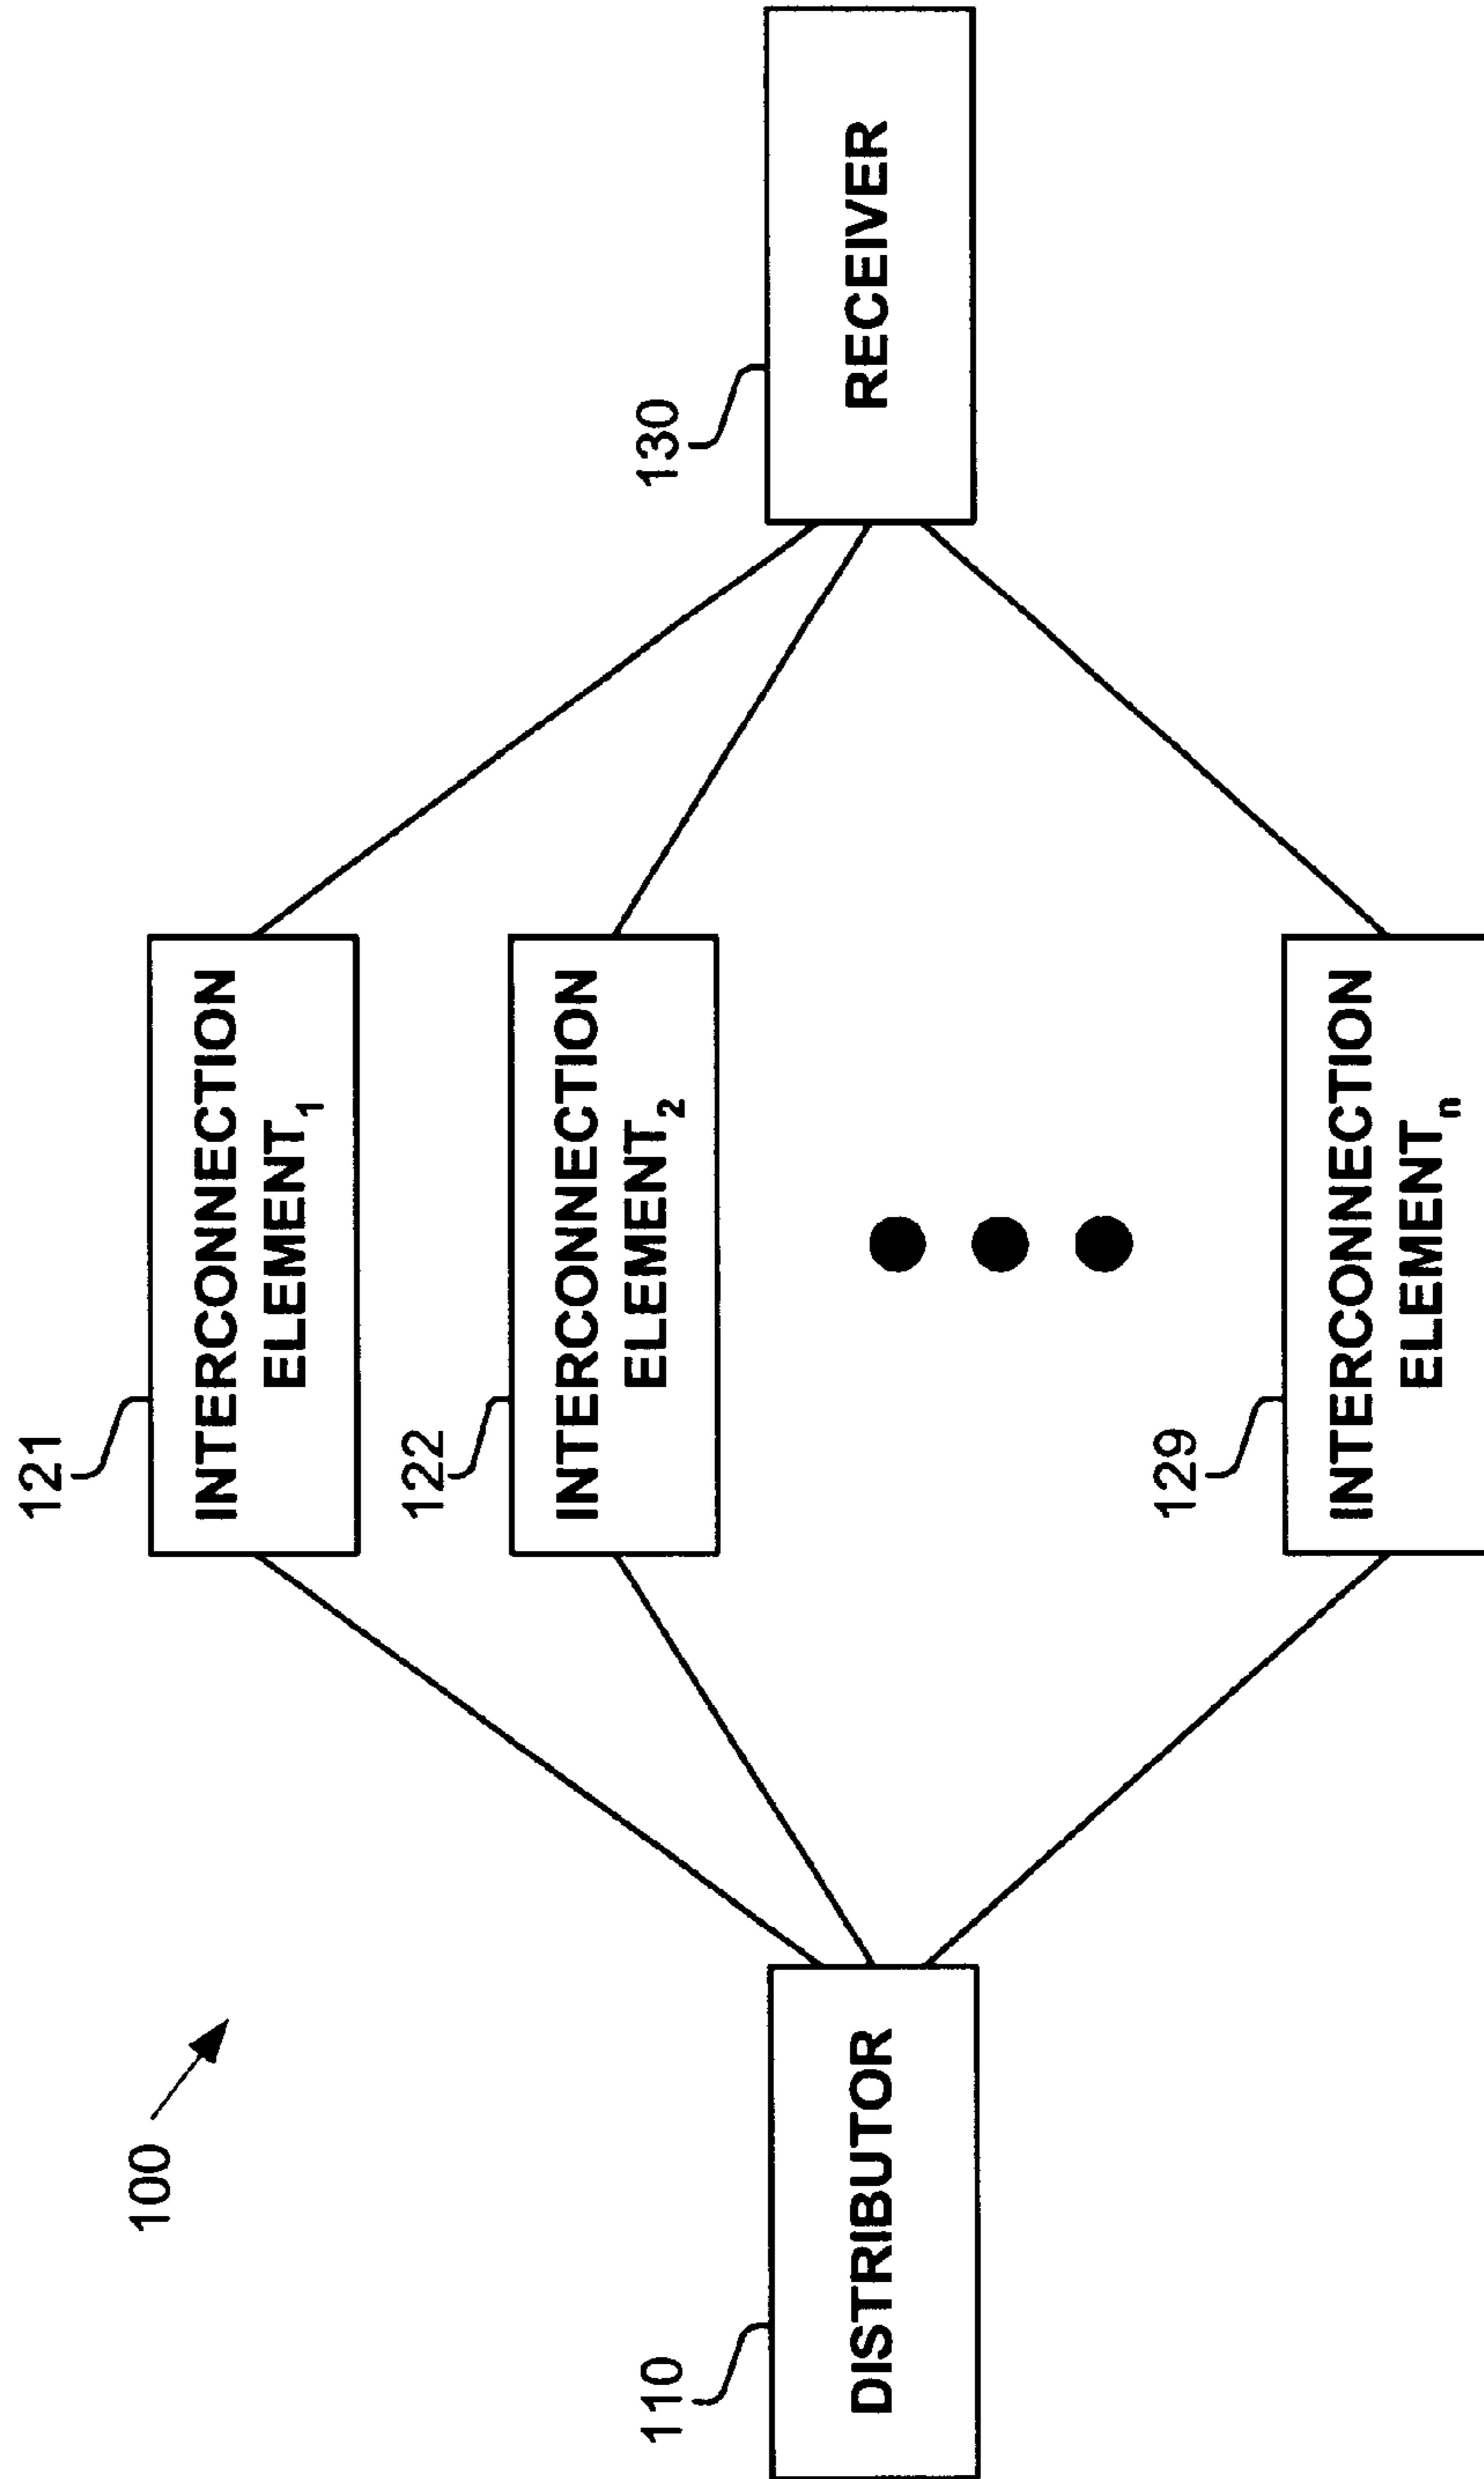 100
121
INTERCONNECTION
ELEMENT1
122
INTERCONNECTION
ELEMENT2
110
DISTRIBUTOR
130
RECEIVER
129
INTERCONNECTION
ELEMENTn